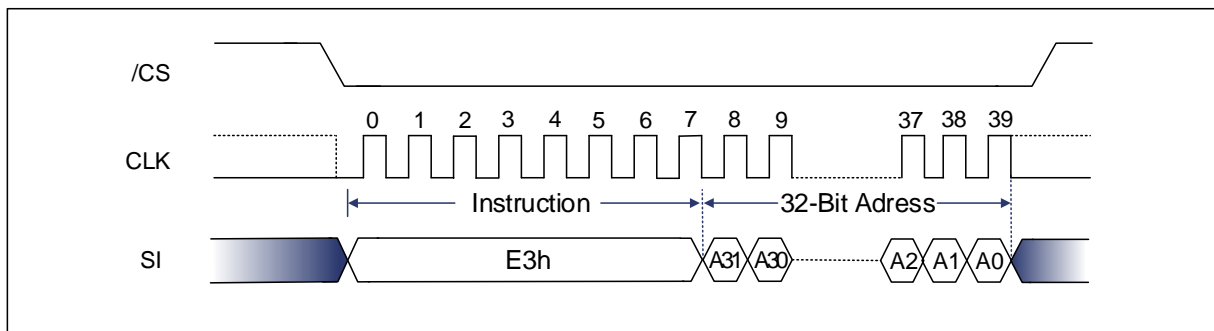 /CS
0 1 2 3 4 5 6 7 8 9 37 38 39
CLK
Instruction 32-Bit Adress
SI E3h A31 A30 A2 A1 A0